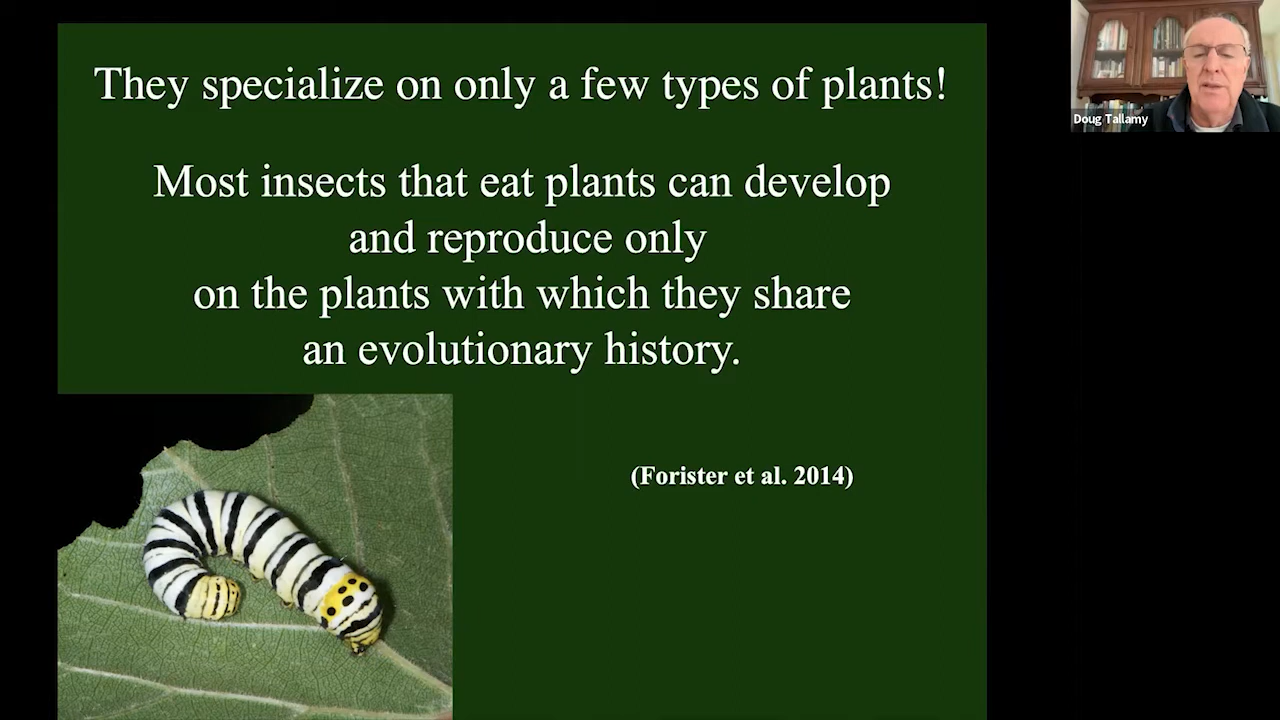 They specialize on only a few types of plants!
Most insects that eat plants can develop
and reproduce only
on the plants with which they share
an evolutionary history.
(Forister et al. 2014)
Doug Tallamy